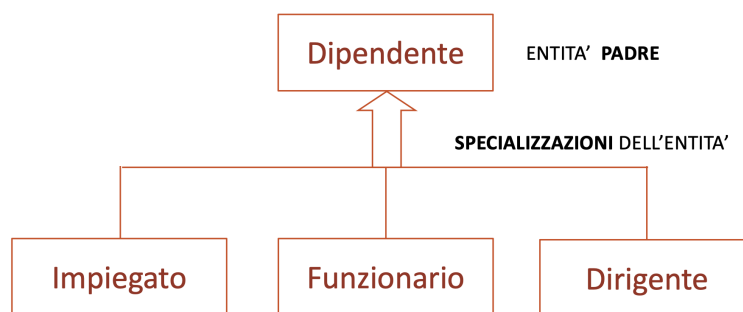 Dipendente
ENTITA’ PADRE
SPECIALIZZAZIONI DELL’ENTITA’
Impiegato
Funzionario
Dirigente